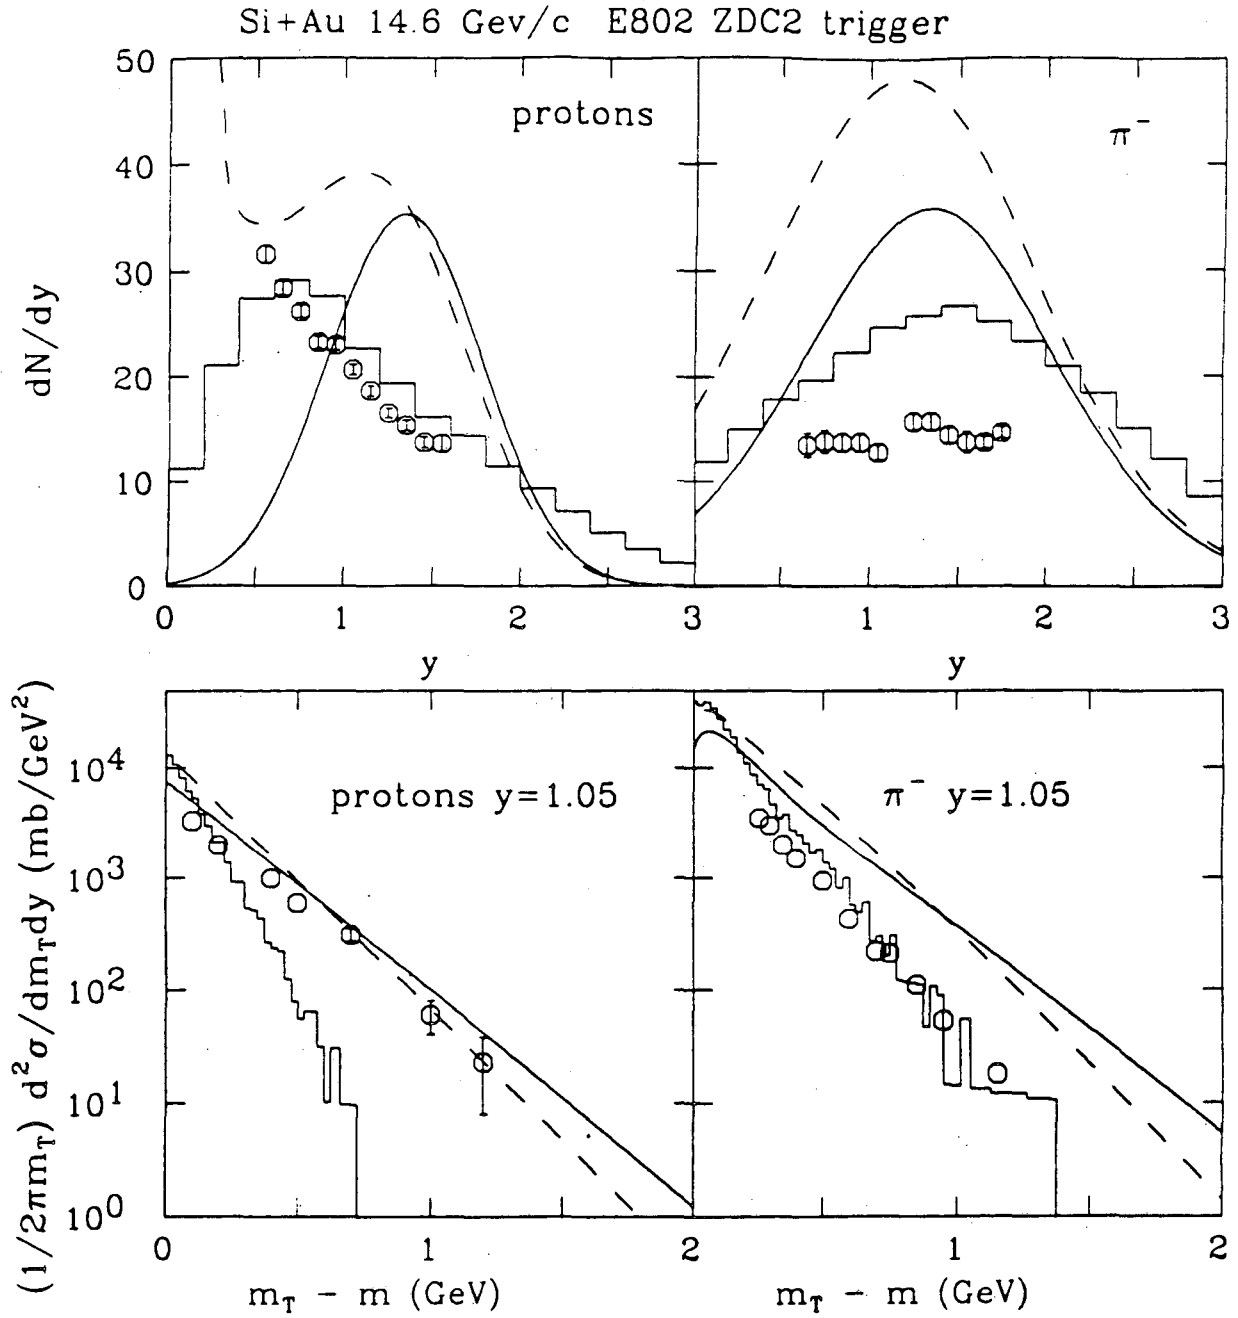 Si+Au 14.6 Gev/c E802 ZDC2 trigger
50
40
30
20
10
0
dN/dy
protons
π⁻
0 1 2 3 1 2 3
y y
(1/2πm_T) d²σ/dm_Tdy (mb/GeV²)
10⁴
10³
10²
10¹
10⁰
protons y=1.05
π⁻ y=1.05
0 1 2 1 2
m_T − m (GeV) m_T − m (GeV)